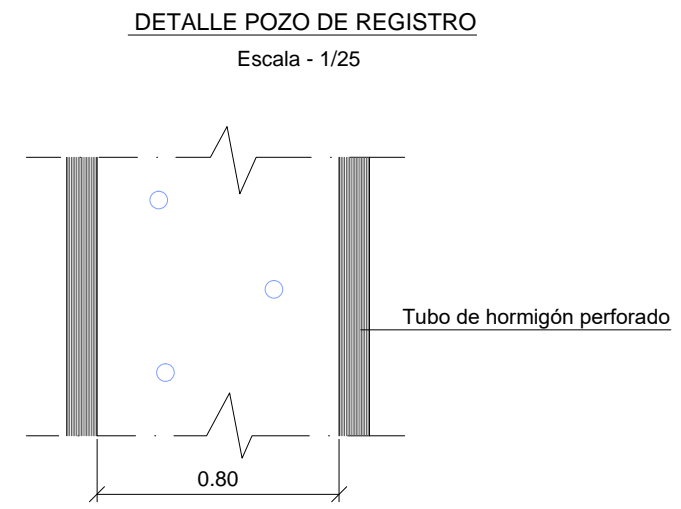 DETALLE POZO DE REGISTRO
Escala - 1/25
Tubo de hormigón perforado
0.80